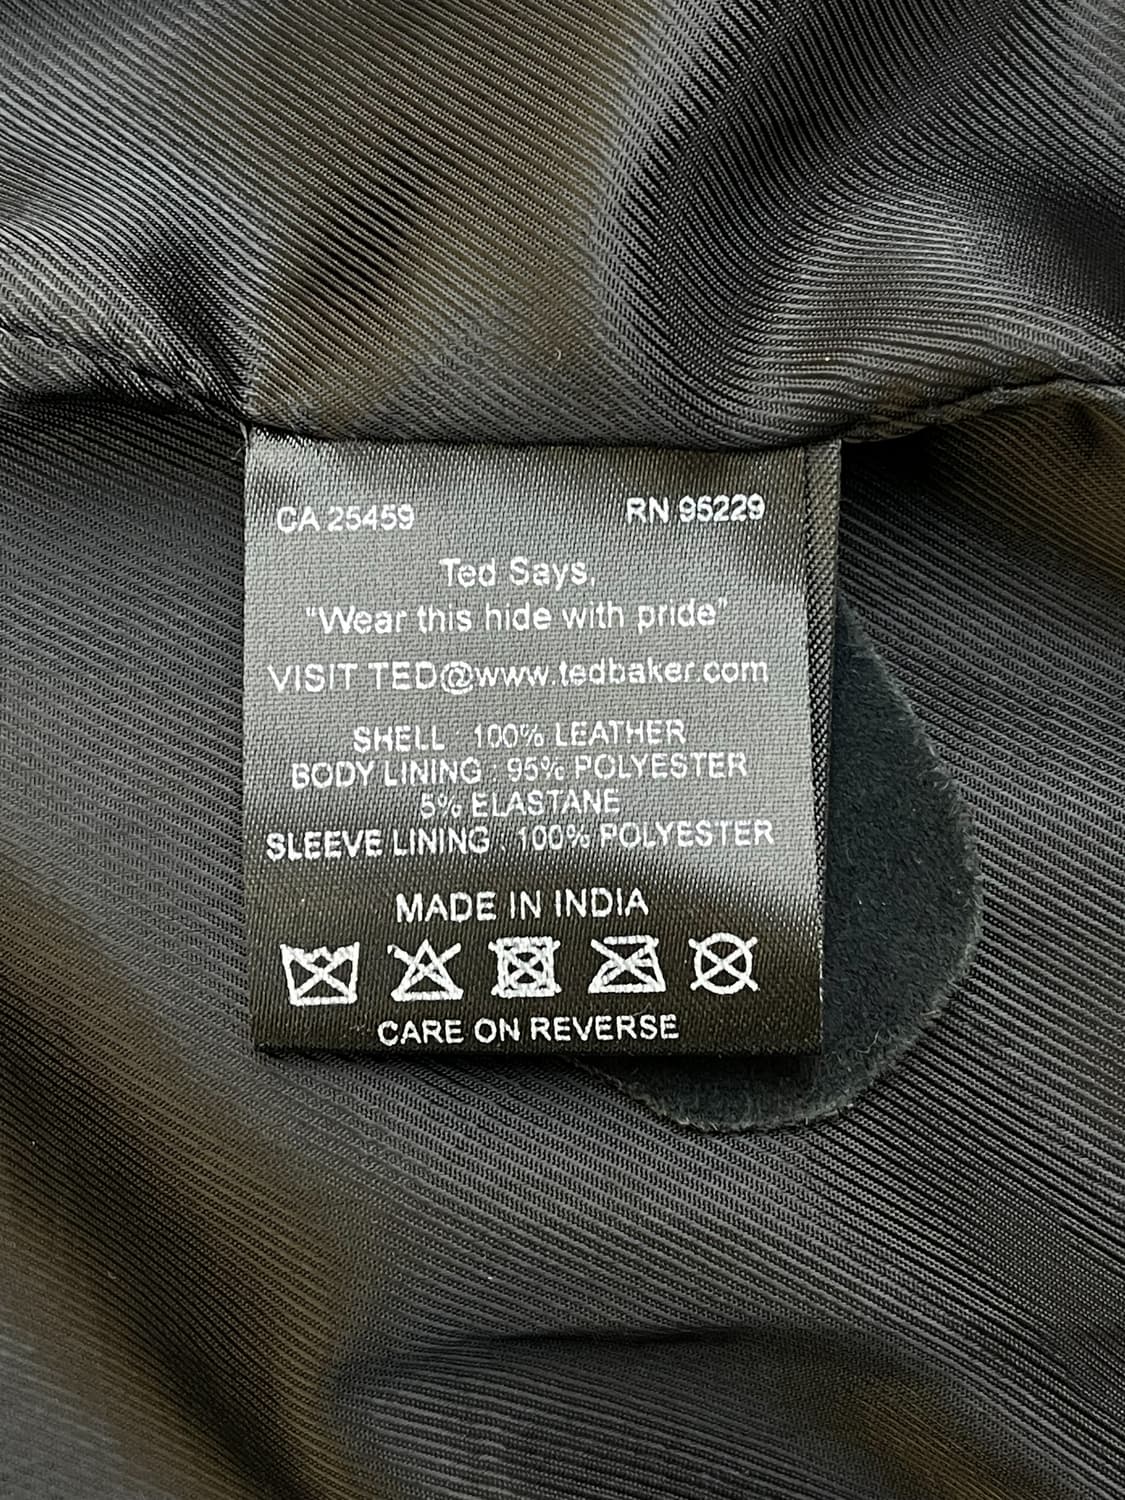 CA 25459 RN 95229
Ted Says,
"Wear this hide with pride"
VISIT TED@www.tedbaker.com
SHELL : 100% LEATHER
BODY LINING : 95% POLYESTER
5% ELASTANE
SLEEVE LINING : 100% POLYESTER
MADE IN INDIA
CARE ON REVERSE